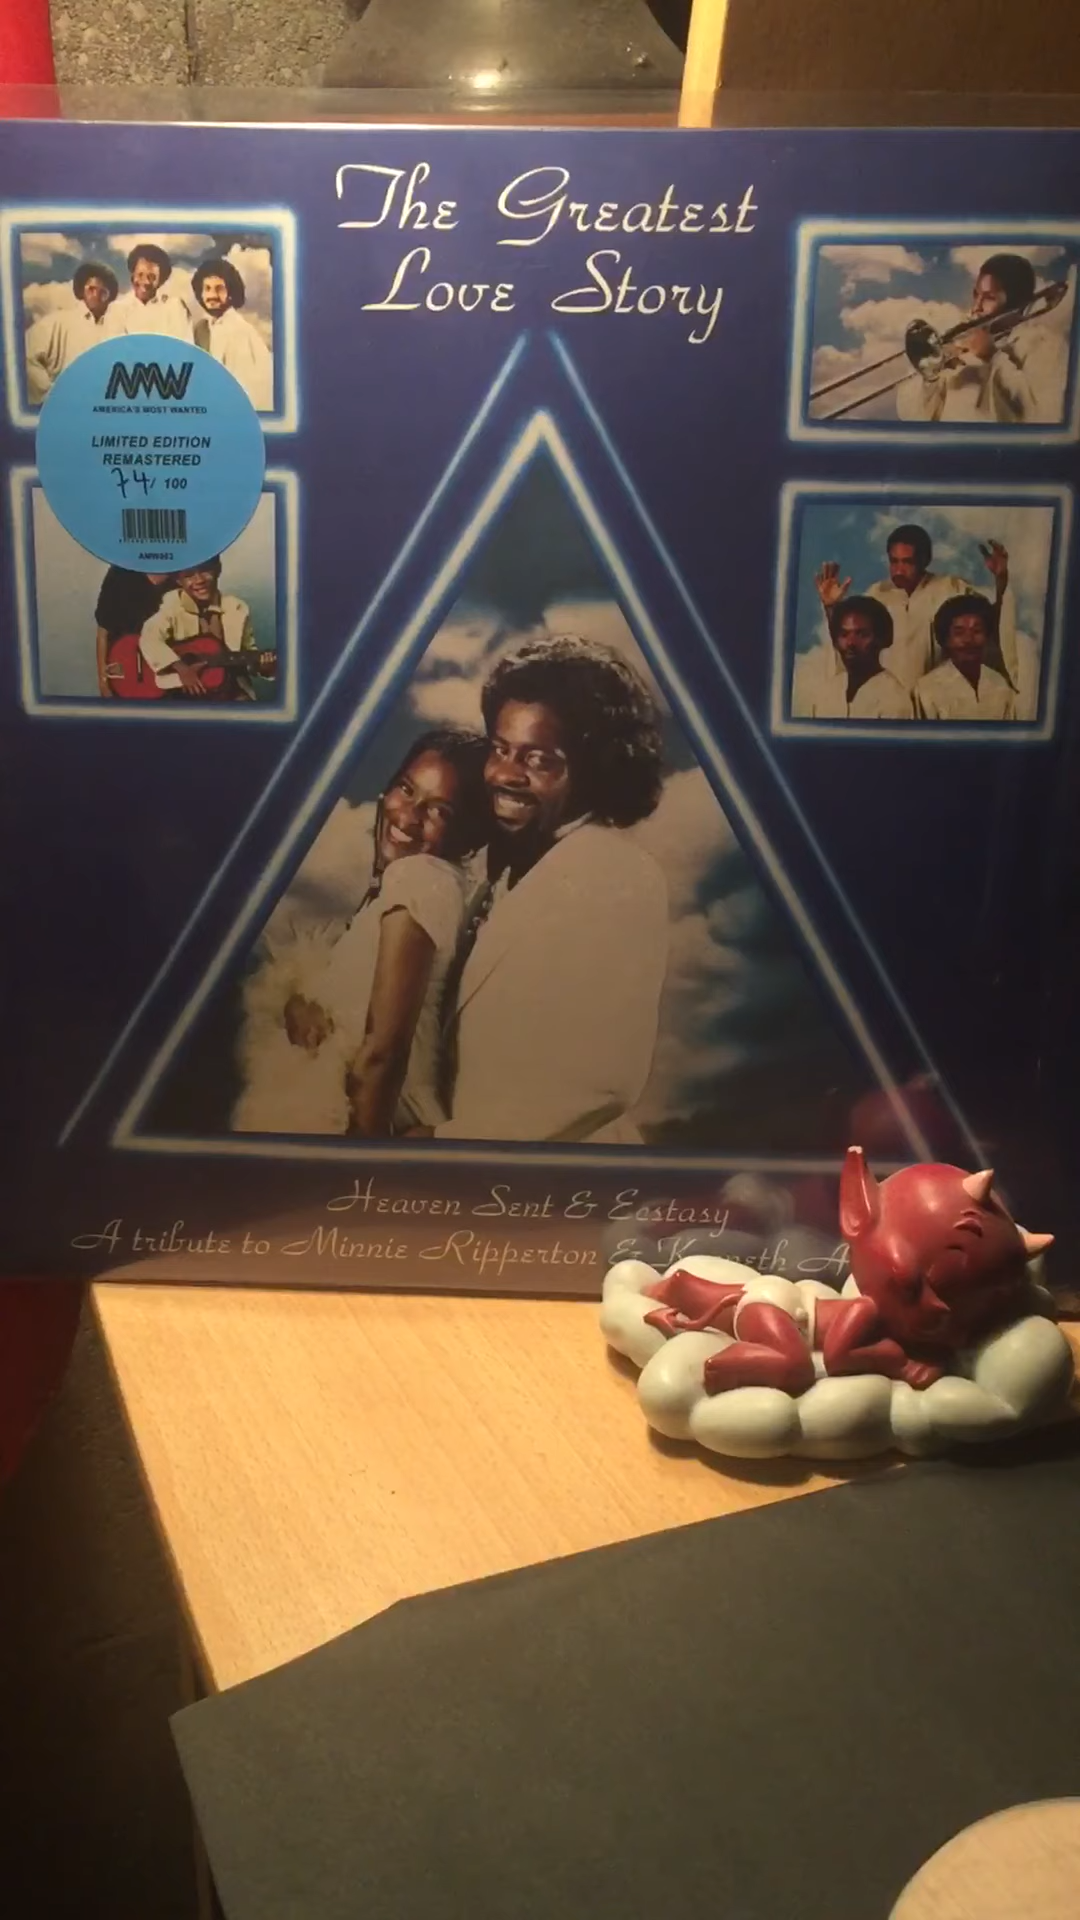 The Greatest
Love Story
AMW
AMERICA'S MOST WANTED
LIMITED EDITION
REMASTERED
74/ 100
Heaven Sent & Ecstasy
A tribute to Minnie Ripperton &